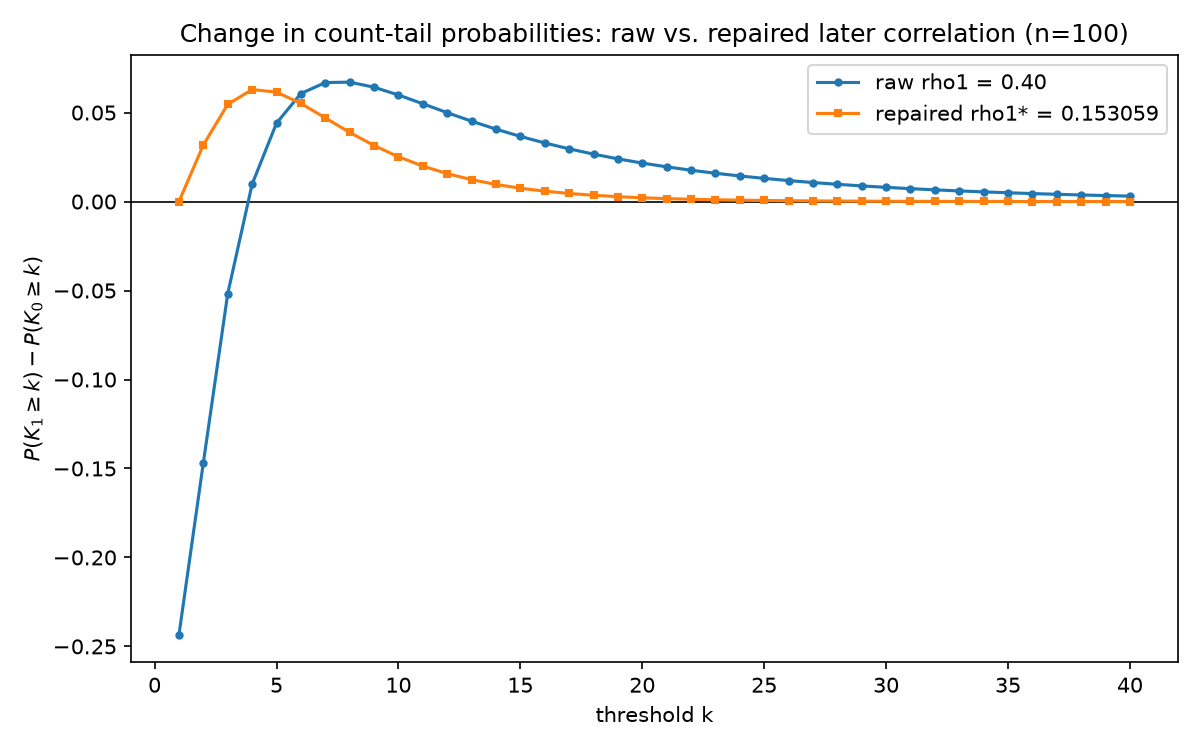 Change in count-tail probabilities: raw vs. repaired later correlation (n=100)
raw rho1 = 0.40
repaired rho1* = 0.153059
P(K₁ ≥ k) − P(K₀ ≥ k)
0.05
0.00
−0.05
−0.10
−0.15
−0.20
−0.25
0 5 10 15 20 25 30 35 40
threshold k